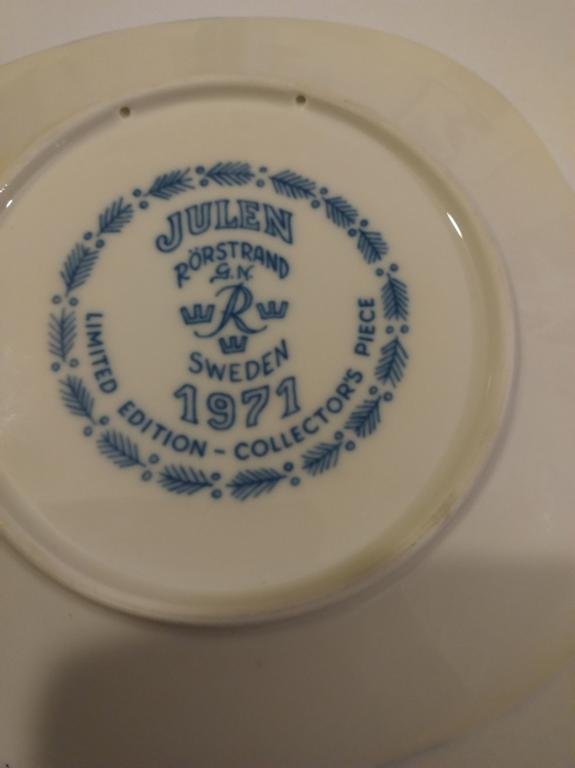 JULEN
RÖRSTRAND
G.N.
R
SWEDEN
1971
LIMITED EDITION - COLLECTOR'S PIECE